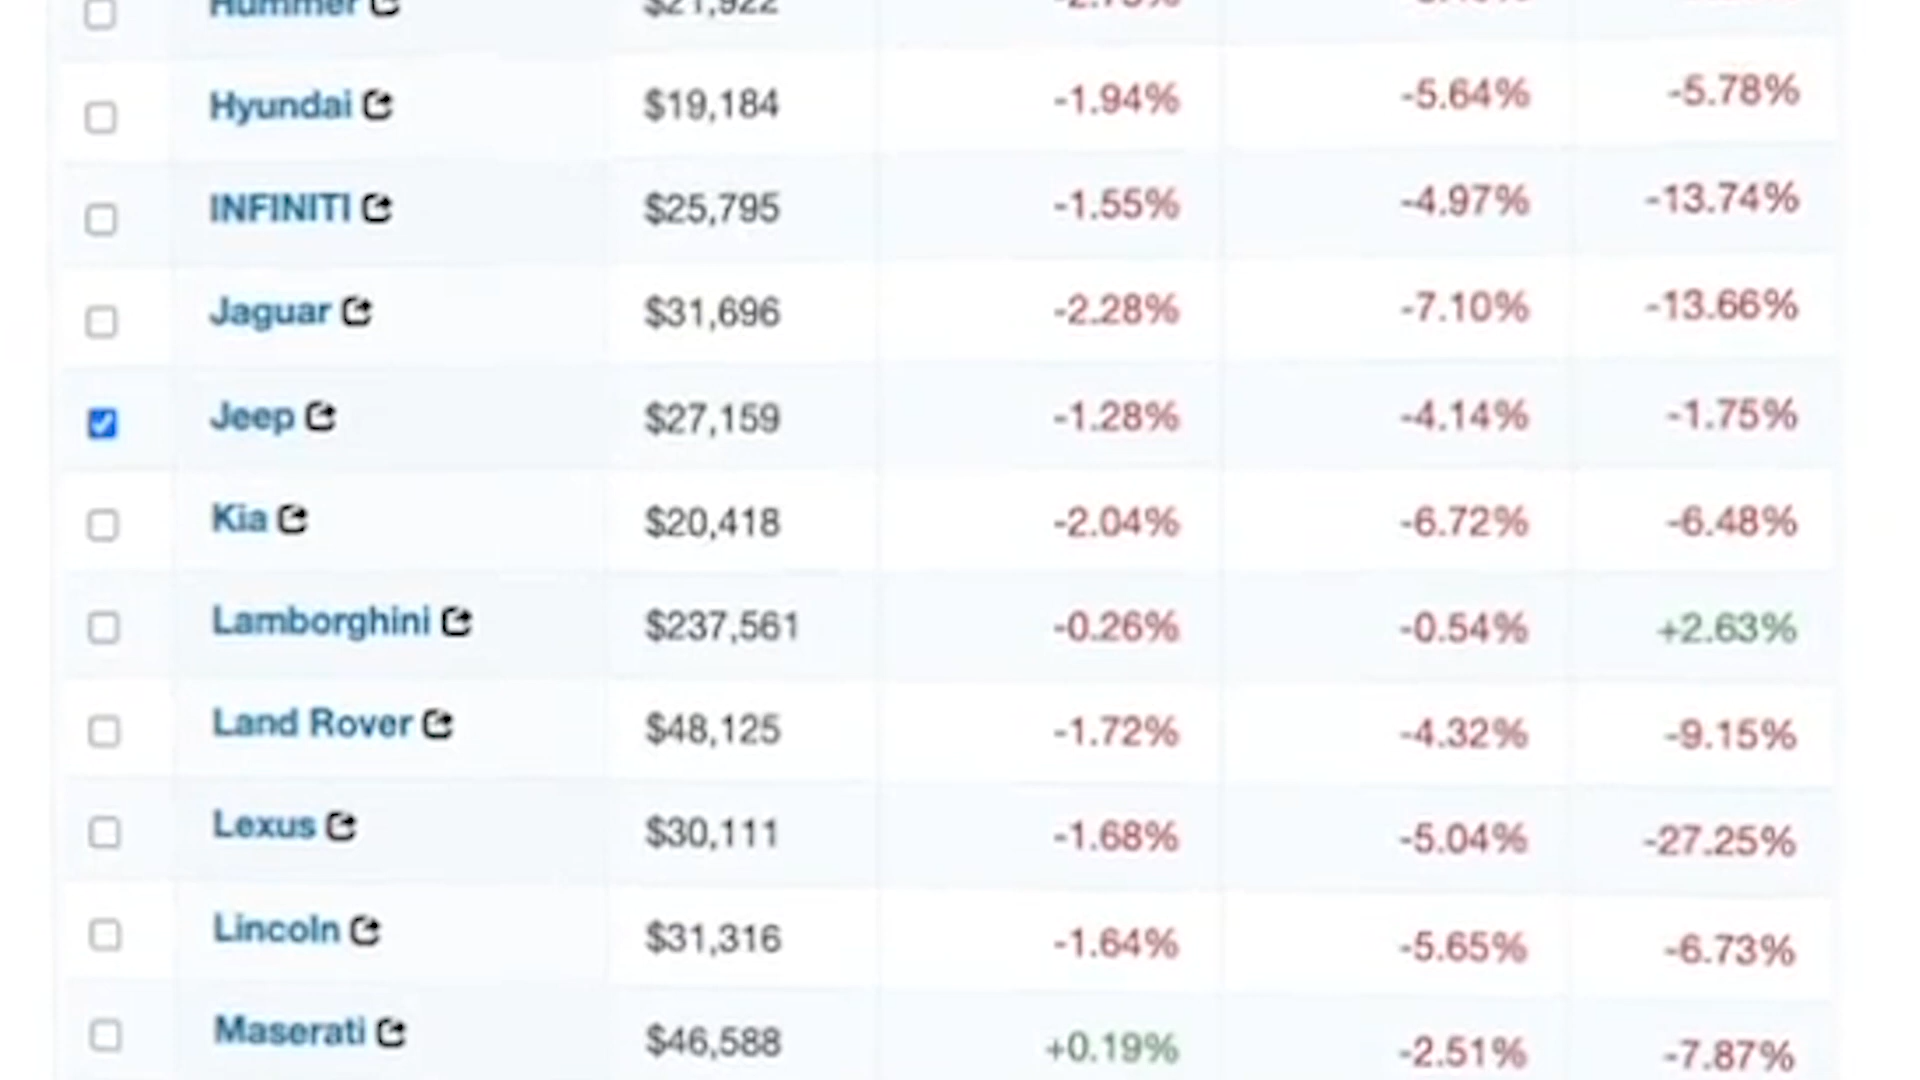 Hummer $21,922
Hyundai $19,184 -1.94% -5.64% -5.78%
INFINITI $25,795 -1.55% -4.97% -13.74%
Jaguar $31,696 -2.28% -7.10% -13.66%
Jeep $27,159 -1.28% -4.14% -1.75%
Kia $20,418 -2.04% -6.72% -6.48%
Lamborghini $237,561 -0.26% -0.54% +2.63%
Land Rover $48,125 -1.72% -4.32% -9.15%
Lexus $30,111 -1.68% -5.04% -27.25%
Lincoln $31,316 -1.64% -5.65% -6.73%
Maserati $46,588 +0.19% -2.51% -7.87%